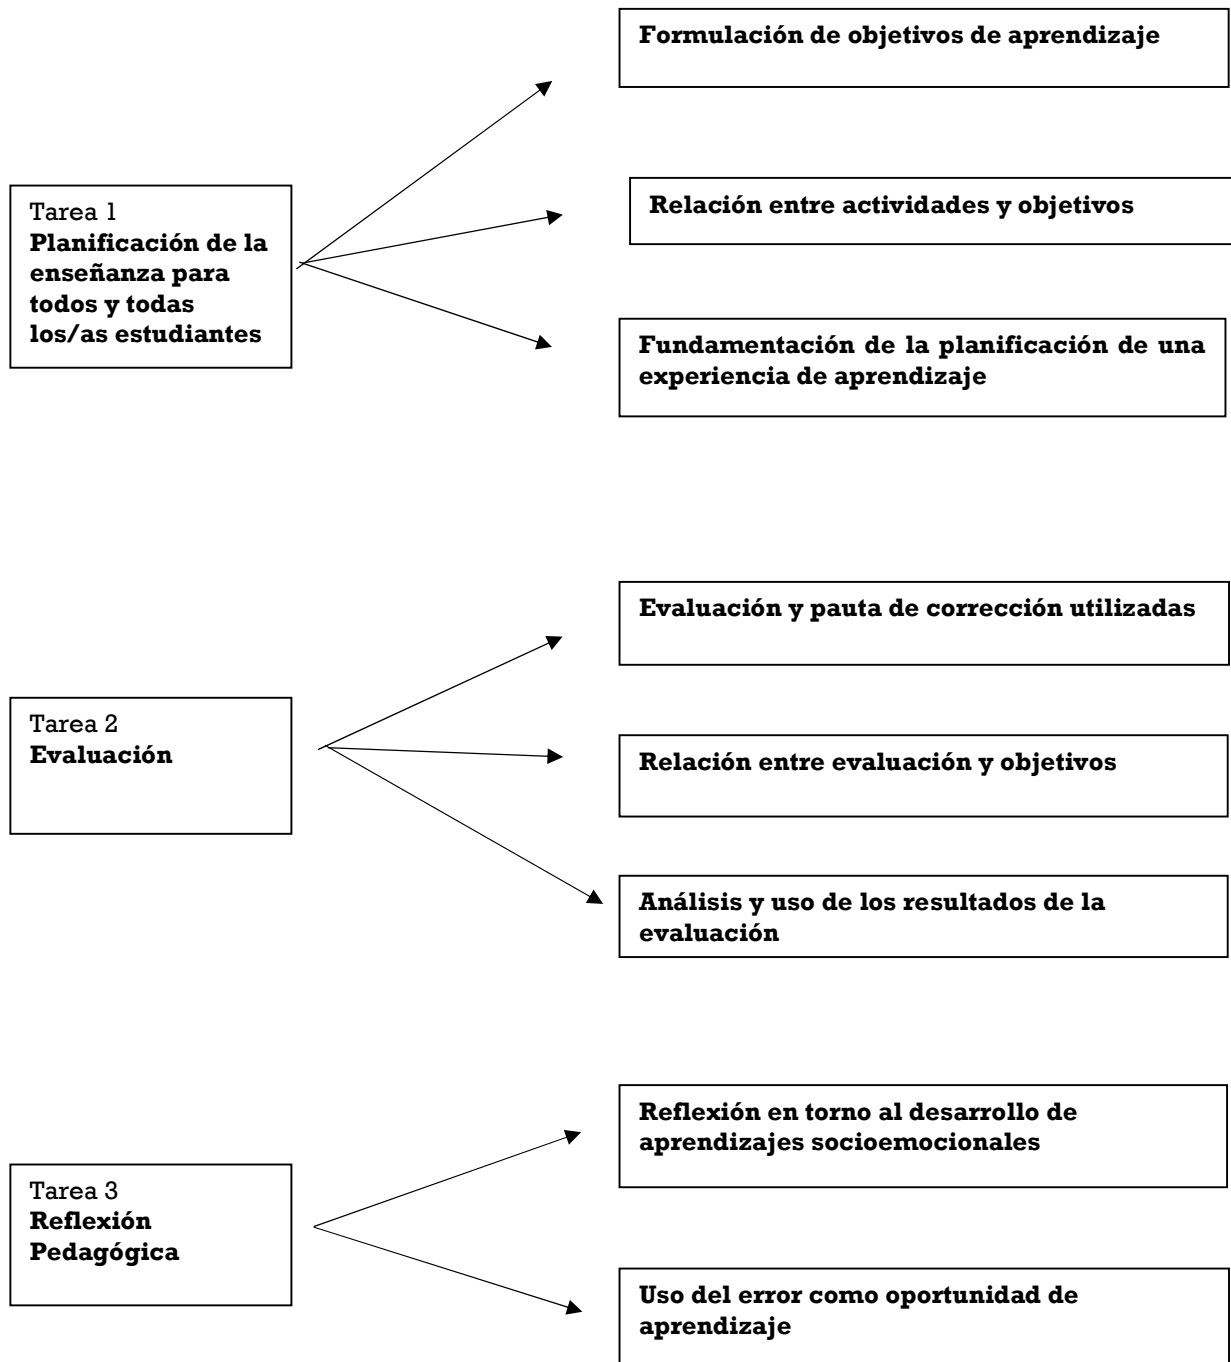 Formulación de objetivos de aprendizaje
Tarea 1
Planificación de la
enseñanza para
todos y todas
los/as estudiantes
Relación entre actividades y objetivos
Fundamentación de la planificación de una
experiencia de aprendizaje
Evaluación y pauta de corrección utilizadas
Tarea 2
Evaluación
Relación entre evaluación y objetivos
Análisis y uso de los resultados de la
evaluación
Tarea 3
Reflexión
Pedagógica
Reflexión en torno al desarrollo de
aprendizajes socioemocionales
Uso del error como oportunidad de
aprendizaje